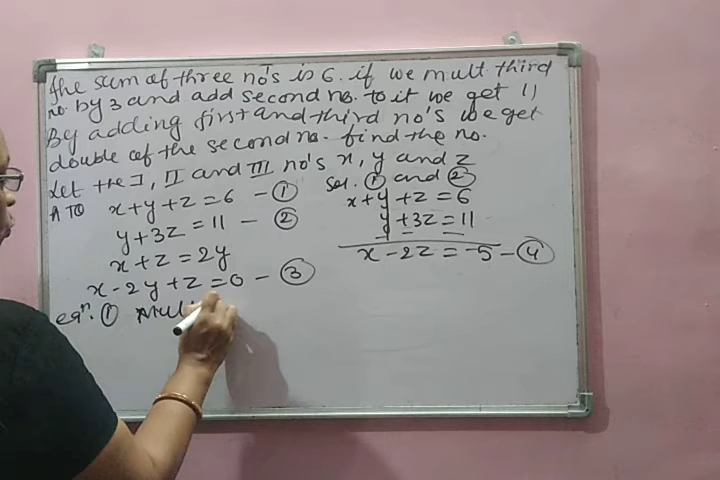 The sum of three no's is 6. if we mult third
no. by 3 and add second no. to it we get 11
By adding first and third no's we get
double of the second no. find the no.
Let the I, II and III no's x, y and z
ATQ x+y+z=6 - ①
y+3z=11 - ②
x+z=2y
x-2y+z=0 - ③
eqn. ① Mul
Sol. ① and ②
x+y+z=6
y+3z=11
- - -
x-2z=-5 - ④